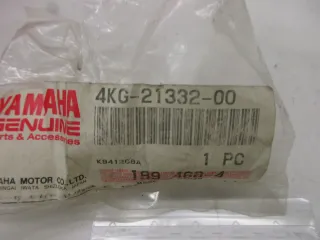 YAMAHA
GENUINE
Parts & Accessories
4KG-21332-00
1 PC
YAMAHA MOTOR CO., LTD.